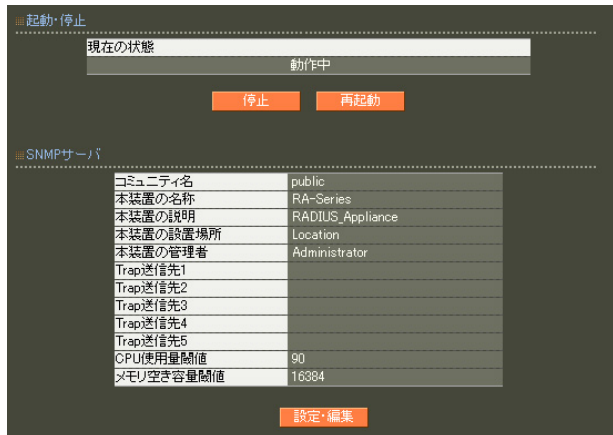 起動・停止
現在の状態
動作中
停止 再起動
SNMPサーバ
コミュニティ名 public
本装置の名称 RA-Series
本装置の説明 RADIUS_Appliance
本装置の設置場所 Location
本装置の管理者 Administrator
Trap送信先1
Trap送信先2
Trap送信先3
Trap送信先4
Trap送信先5
CPU使用量閾値 90
メモリ空き容量閾値 16384
設定・編集